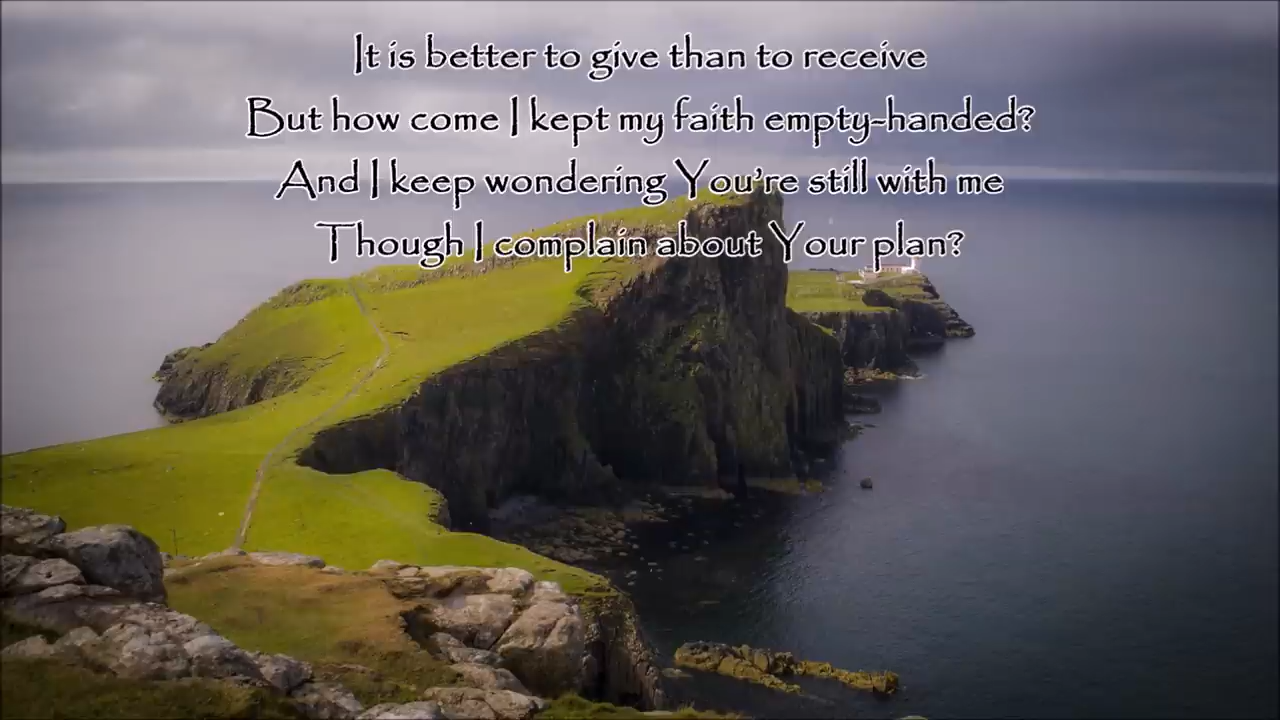 It is better to give than to receive
But how come I kept my faith empty-handed?
And I keep wondering You're still with me
Though I complain about Your plan?